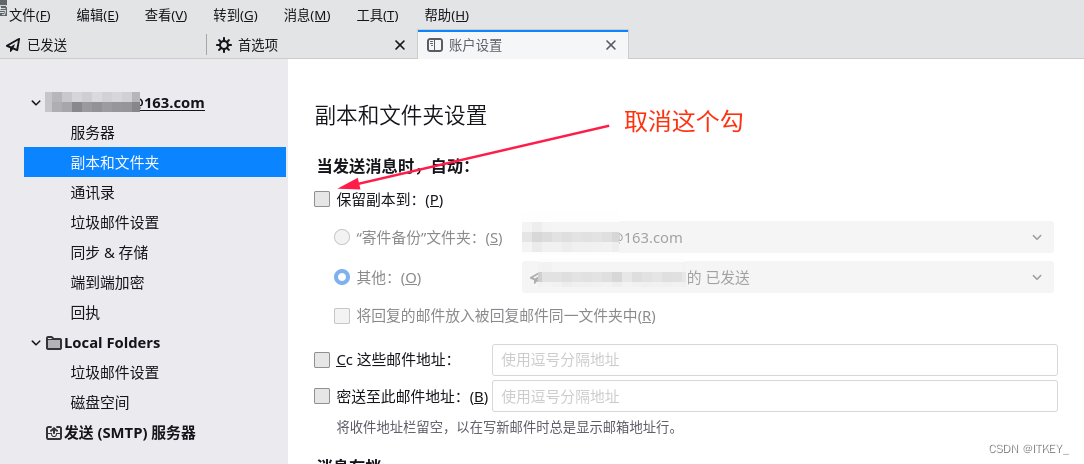 文件(F) 编辑(E) 查看(V) 转到(G) 消息(M) 工具(T) 帮助(H)
已发送 首选项 账户设置
@163.com
服务器
副本和文件夹
通讯录
垃圾邮件设置
同步 & 存储
端到端加密
回执
Local Folders
垃圾邮件设置
磁盘空间
发送 (SMTP) 服务器
副本和文件夹设置
取消这个勾
当发送消息时，自动：
保留副本到：(P)
“寄件备份”文件夹：(S) @163.com
其他：(O) 的 已发送
将回复的邮件放入被回复邮件同一文件夹中(R)
Cc 这些邮件地址： 使用逗号分隔地址
密送至此邮件地址：(B) 使用逗号分隔地址
将收件地址栏留空，以在写新邮件时总是显示邮箱地址行。
消息存档
CSDN @ITKEY_